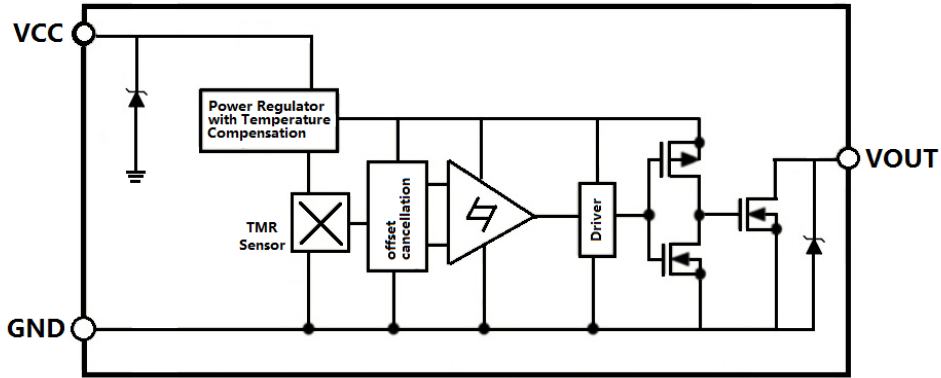 VCC
Power Regulator
with Temperature
Compensation
VOUT
TMR
Sensor
offset
cancellation
Driver
GND